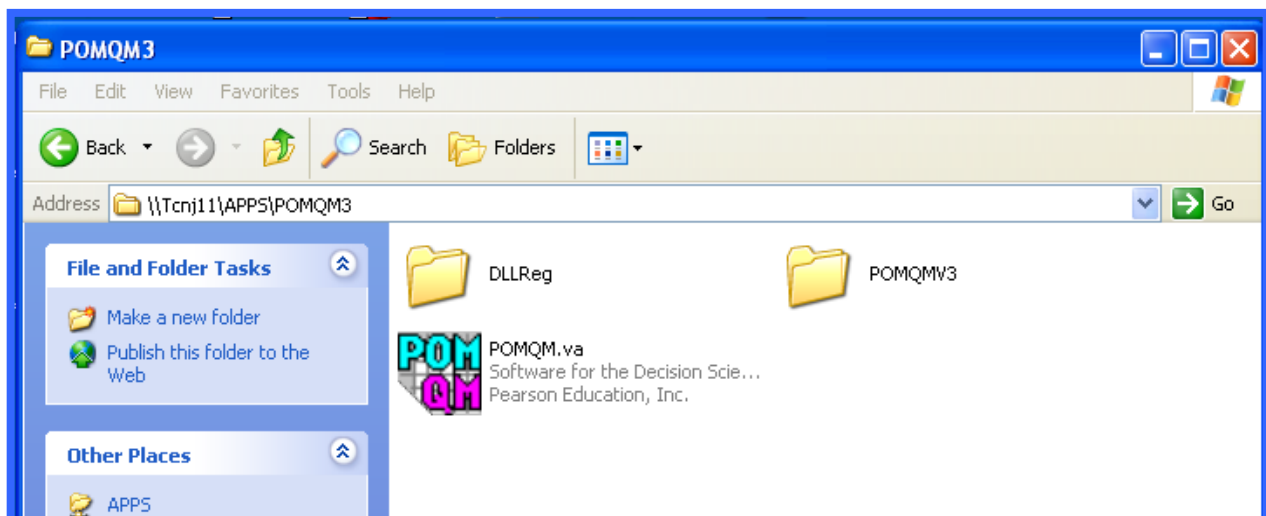 POMQM3
File Edit View Favorites Tools Help
Back Search Folders
Address \\Tcnj11\APPS\POMQM3 Go
File and Folder Tasks
Make a new folder
Publish this folder to the
Web
Other Places
APPS
DLLReg POMQMV3
POM
QM
POMQM.va
Software for the Decision Scie...
Pearson Education, Inc.